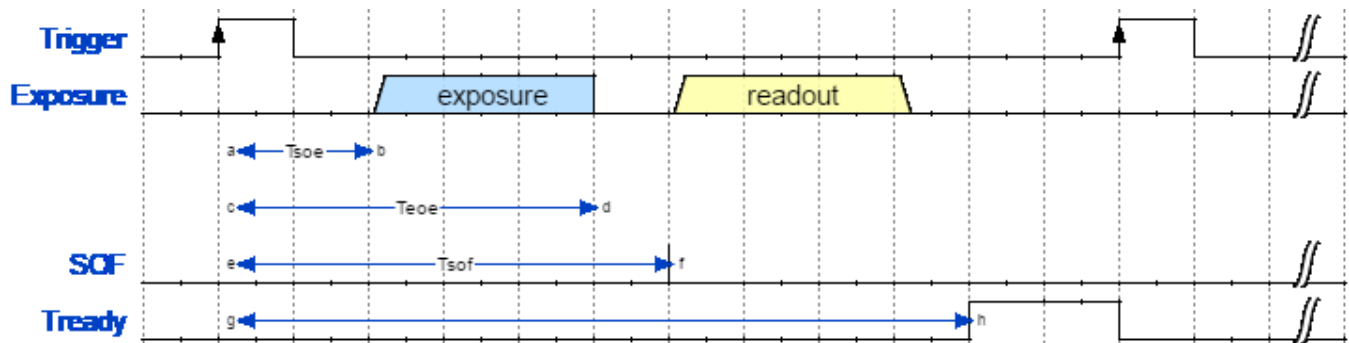 Trigger
Exposure exposure readout
a Tsoe b
c Teoe d
SOF e Tsof f
Tready g h